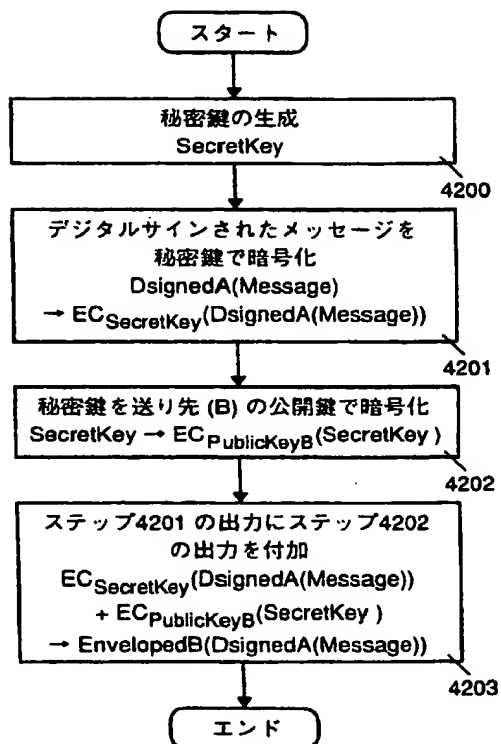 スタート
秘密鍵の生成
SecretKey
4200
デジタルサインされたメッセージを
秘密鍵で暗号化
DsignedA(Message)
→ ECSecretKey(DsignedA(Message))
4201
秘密鍵を送り先 (B) の公開鍵で暗号化
SecretKey → ECPublicKeyB(SecretKey)
4202
ステップ4201 の出力にステップ4202
の出力を付加
ECSecretKey(DsignedA(Message))
+ ECPublicKeyB(SecretKey)
→ EnvelopedB(DsignedA(Message))
4203
エンド